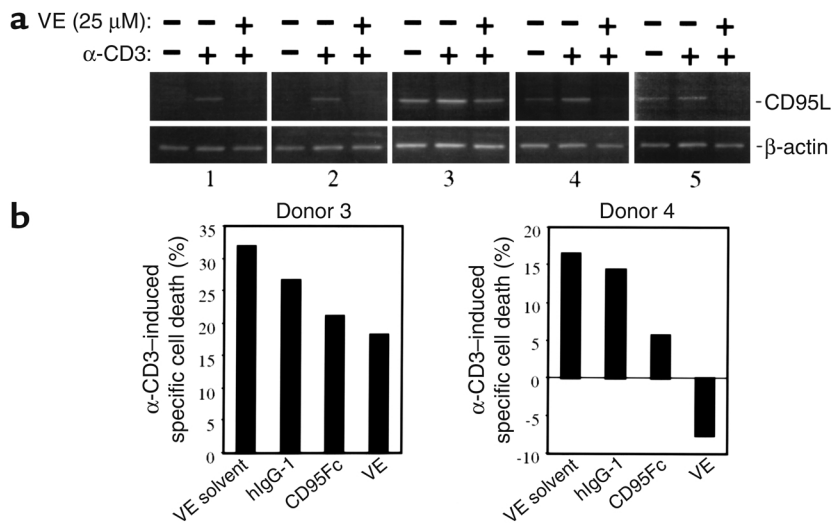 a VE (25 μM): − − + − − + − − + − − + − − +
α-CD3: − + + − + + − + + − + + − + +
-CD95L
-β-actin
1 2 3 4 5
b
Donor 3
α-CD3–induced
specific cell death (%)
35
30
25
20
15
10
5
0
VE solvent
hIgG-1
CD95Fc
VE
Donor 4
α-CD3–induced
specific cell death (%)
20
15
10
5
0
-5
-10
VE solvent
hIgG-1
CD95Fc
VE